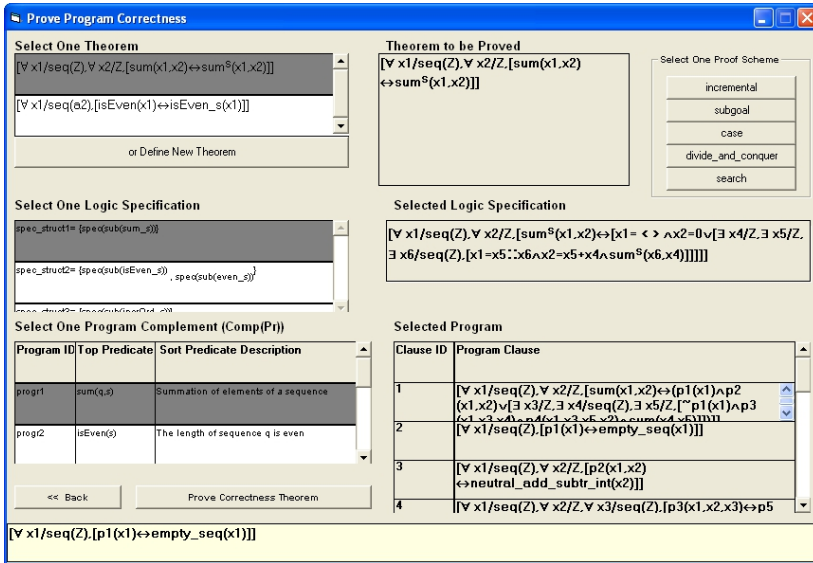 Prove Program Correctness
Select One Theorem
[∀ x1/seq(Z),∀ x2/Z,[sum(x1,x2)↔sumS(x1,x2)]]
[∀ x1/seq(a2),[isEven(x1)↔isEven_s(x1)]]
or Define New Theorem
Theorem to be Proved
[∀ x1/seq(Z),∀ x2/Z,[sum(x1,x2)
↔sumS(x1,x2)]]
Select One Proof Scheme
incremental
subgoal
case
divide_and_conquer
search
Select One Logic Specification
spec_struct1= {spec(sub(sum_s))}
spec_struct2= {spec(sub(isEven_s)) , spec(sub(even_s))}
Selected Logic Specification
[∀ x1/seq(Z),∀ x2/Z,[sumS(x1,x2)↔[x1= < > ∧x2=0∨[∃ x4/Z,∃ x5/Z,
∃ x6/seq(Z),[x1=x5::x6∧x2=x5+x4∧sumS(x6,x4)]]]]]
Select One Program Complement (Comp(Pr))
Program ID Top Predicate Sort Predicate Description
progr1 sum(q,s) Summation of elements of a sequence
progr2 isEven(s) The length of sequence q is even
<< Back
Prove Correctness Theorem
Selected Program
Clause ID Program Clause
1 [∀ x1/seq(Z),∀ x2/Z,[sum(x1,x2)↔(p1(x1)∧p2
(x1,x2)∨[∃ x3/Z,∃ x4/seq(Z),∃ x5/Z,[~p1(x1)∧p3
2 [∀ x1/seq(Z),[p1(x1)↔empty_seq(x1)]]
3 [∀ x1/seq(Z),∀ x2/Z,[p2(x1,x2)
↔neutral_add_subtr_int(x2)]]
4 [∀ x1/seq(Z),∀ x2/Z,∀ x3/seq(Z),[p3(x1,x2,x3)↔p5
[∀ x1/seq(Z),[p1(x1)↔empty_seq(x1)]]